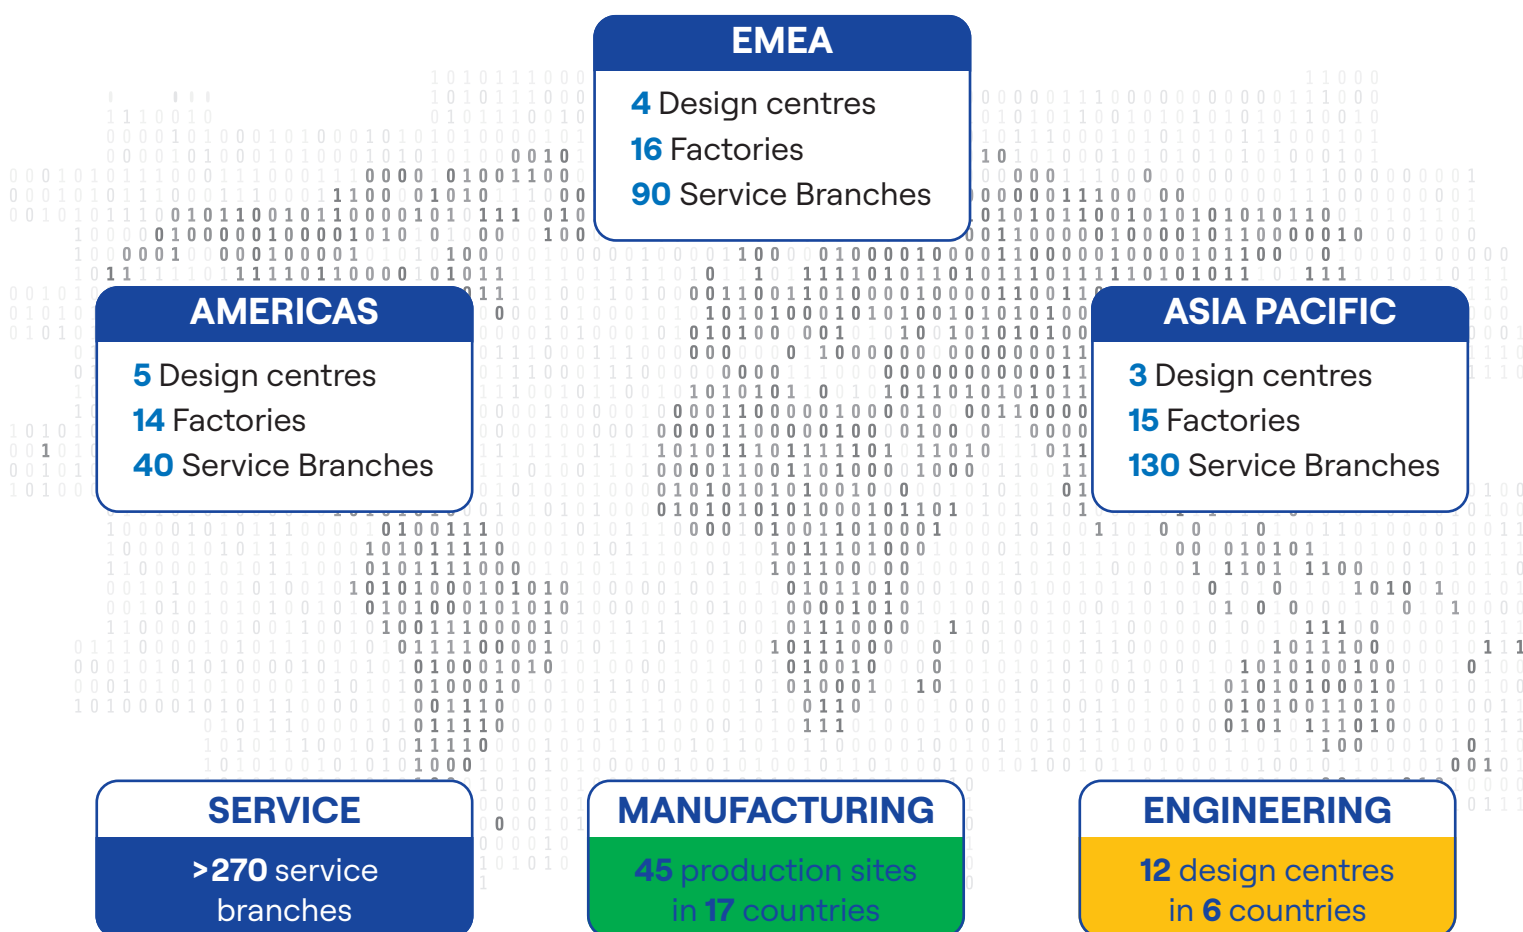 EMEA
4 Design centres
16 Factories
90 Service Branches
AMERICAS
5 Design centres
14 Factories
40 Service Branches
ASIA PACIFIC
3 Design centres
15 Factories
130 Service Branches
SERVICE
>270 service
branches
MANUFACTURING
45 production sites
in 17 countries
ENGINEERING
12 design centres
in 6 countries